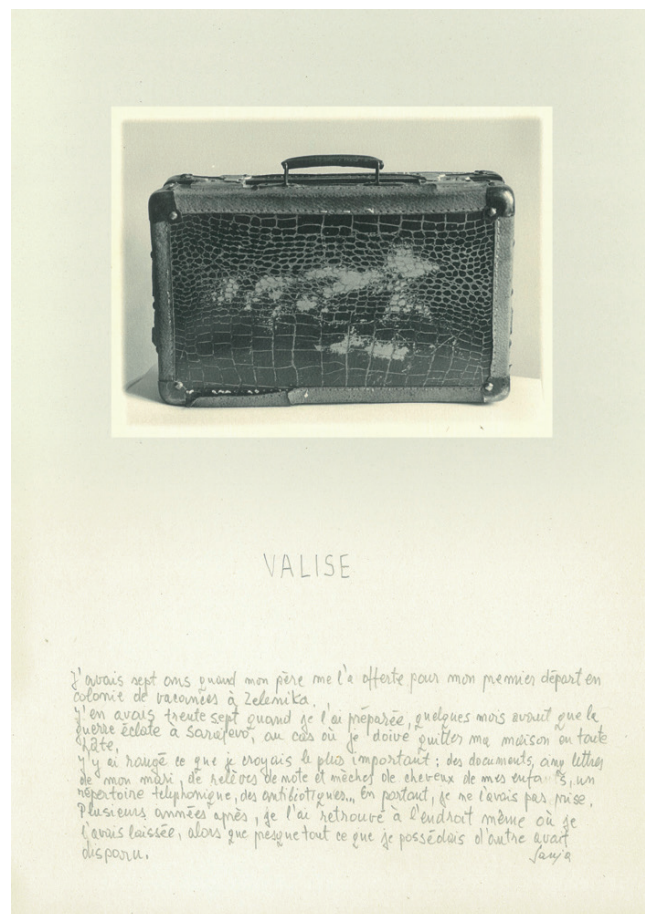 VALISE
J'avais sept ans quand mon père me l'a offerte pour mon premier départ en
colonie de vacannées à Zelenika.
J'en avais trente sept quand je l'ai préparée, quelques mois avant que la
guerre éclate à Sarajevo, au cas où je doive quitter ma maison en toute
hâte.
J'y ai rangé ce que je croyais le plus important : des documents, cinq lettres
de mon mari, de relèves de note et mèches de cheveux de mes enfants, un
répertoire telephonique, des antibiotiques... En partant, je ne l'avais pas prise.
Plusieurs années après, je l'ai retrouvé à l'endroit même où je
l'avais laissée, alors que presque tout ce que je possédais d'autre avait
disparu.
Sanja